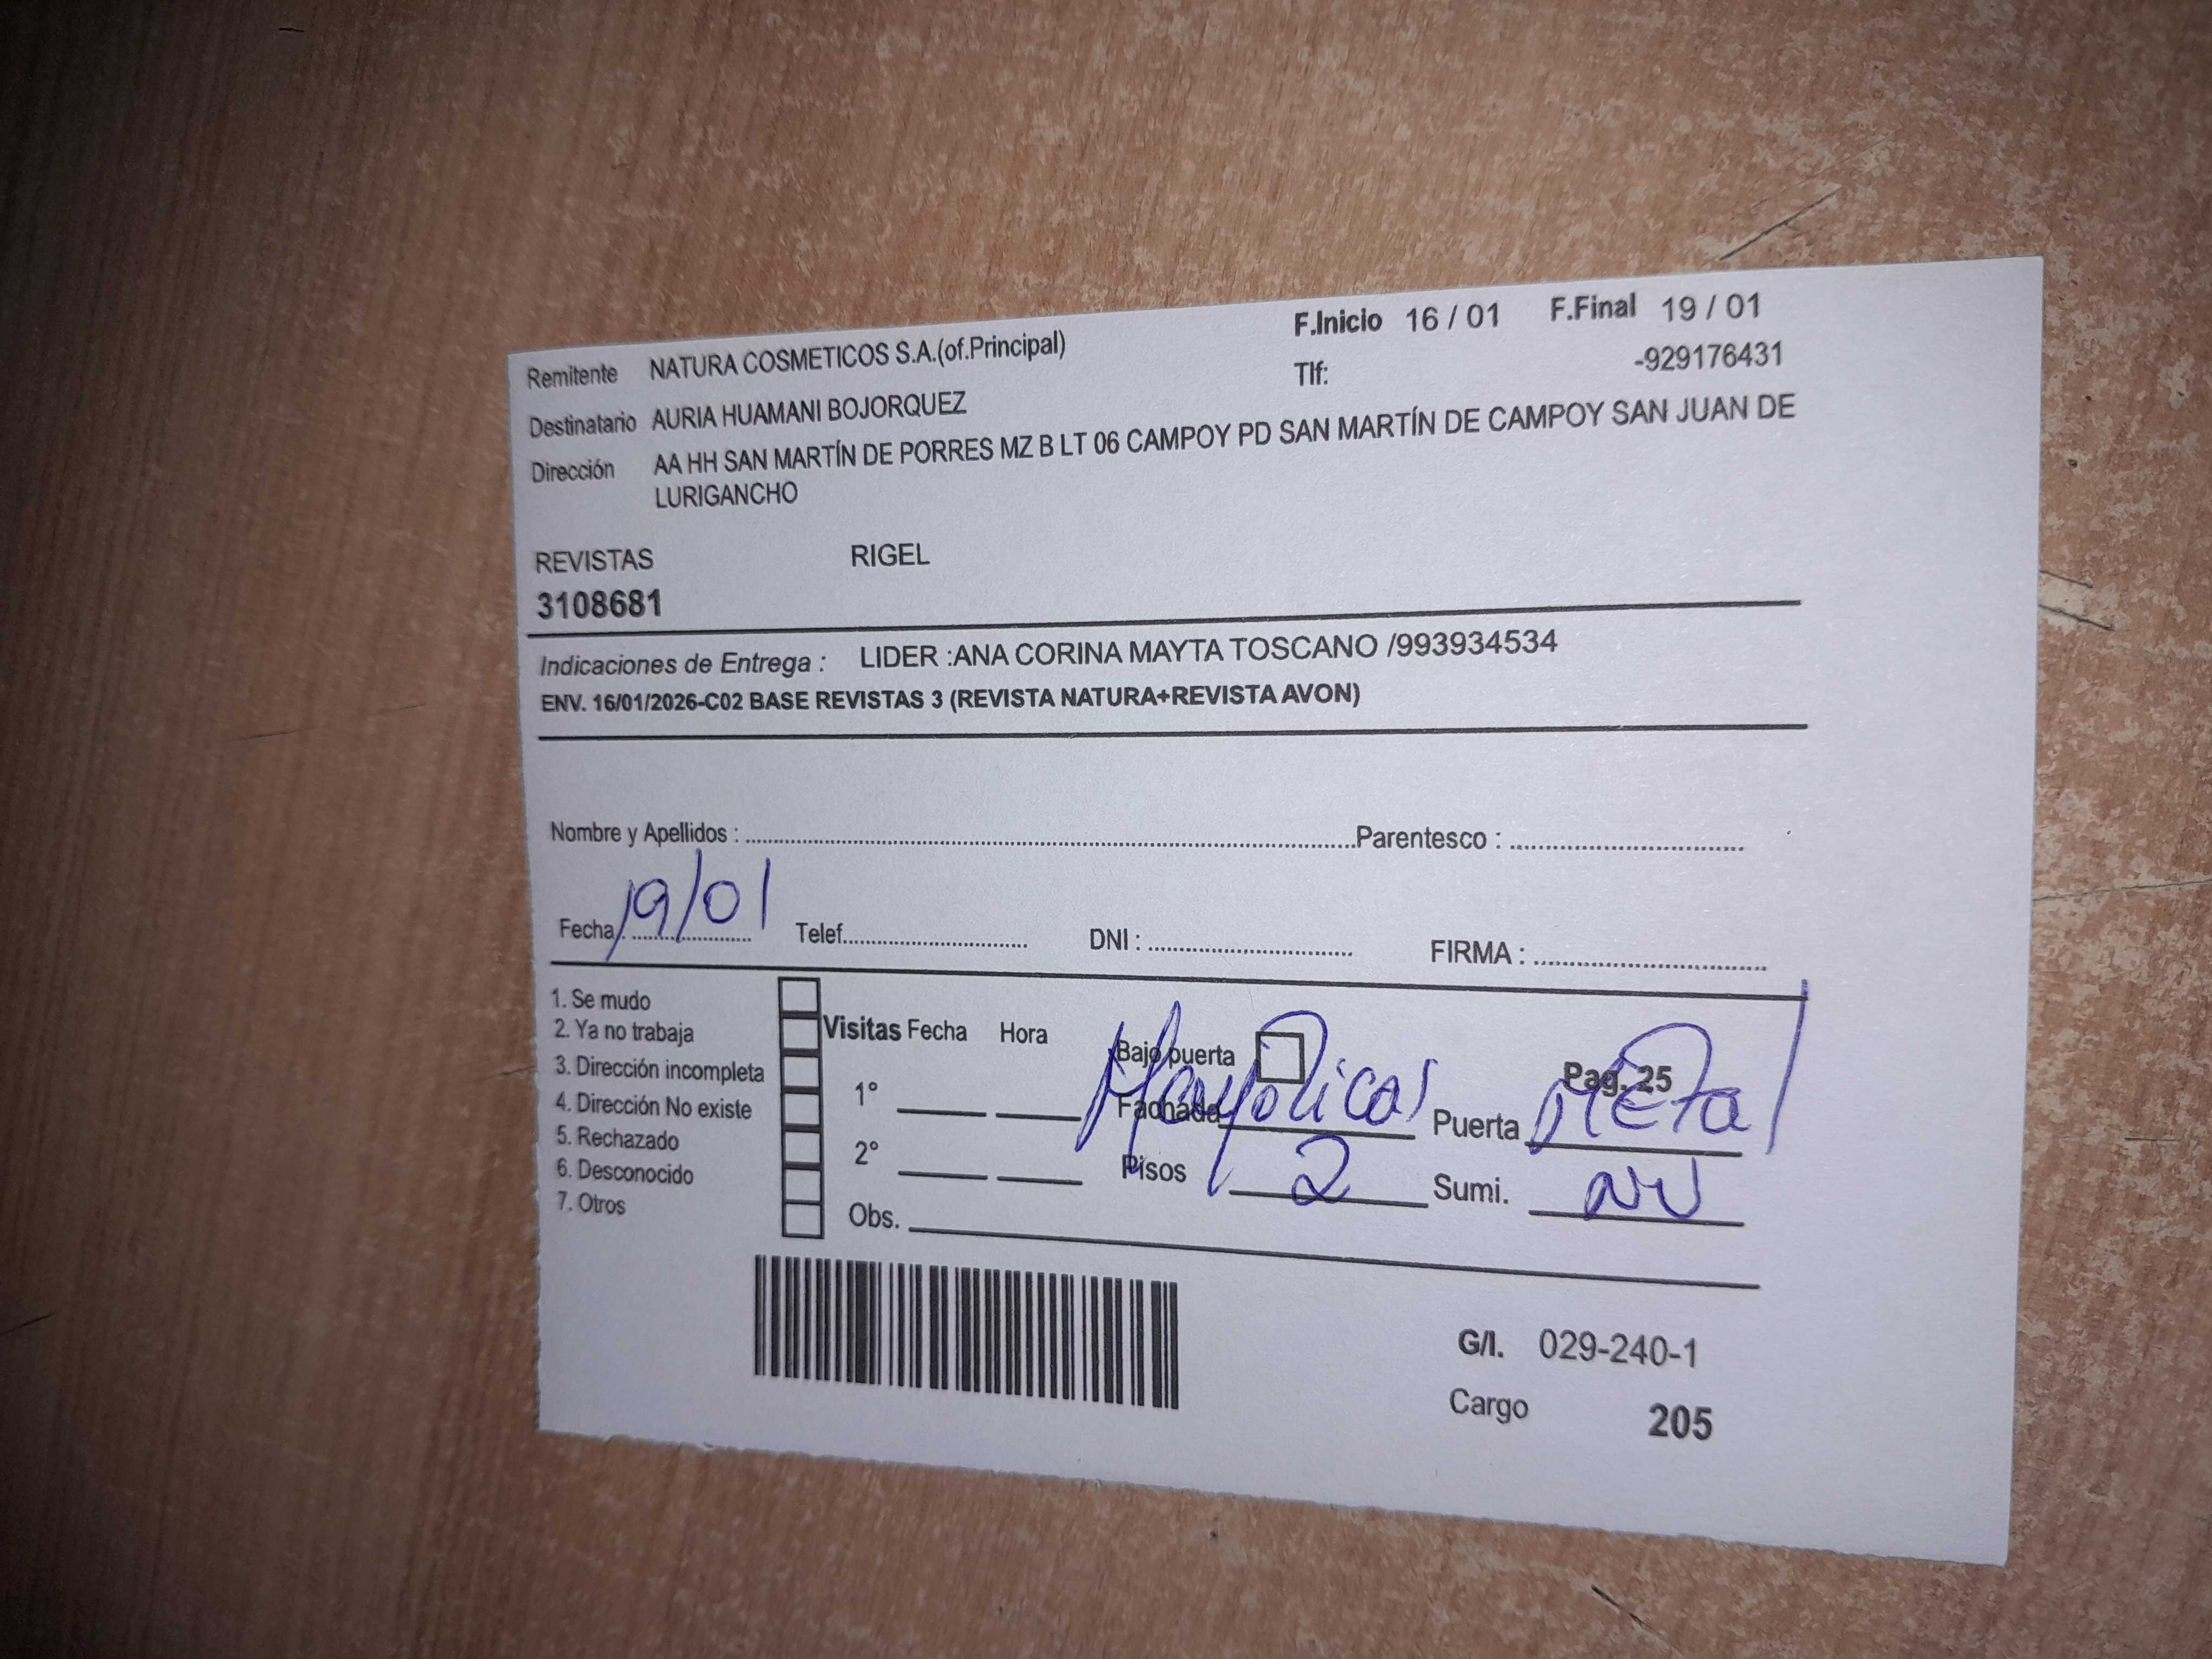 Remitente NATURA COSMETICOS S.A.(of.Principal) F.Inicio 16 / 01 F.Final 19 / 01
Tlf: -929176431
Destinatario AURIA HUAMANI BOJORQUEZ
Dirección AA HH SAN MARTÍN DE PORRES MZ B LT 06 CAMPOY PD SAN MARTÍN DE CAMPOY SAN JUAN DE
LURIGANCHO
REVISTAS RIGEL
3108681
Indicaciones de Entrega : LIDER :ANA CORINA MAYTA TOSCANO /993934534
ENV. 16/01/2026-C02 BASE REVISTAS 3 (REVISTA NATURA+REVISTA AVON)
Nombre y Apellidos : Parentesco :
Fecha: 19/01 Telef. DNI : FIRMA :
1. Se mudo
2. Ya no trabaja
3. Dirección incompleta
4. Dirección No existe
5. Rechazado
6. Desconocido
7. Otros
Visitas Fecha Hora
1°
2°
Obs.
Bajo puerta Pag. 25
Fachada Mayolicas Puerta Metal
Pisos 2 Sumi. NV
G/I. 029-240-1
Cargo 205